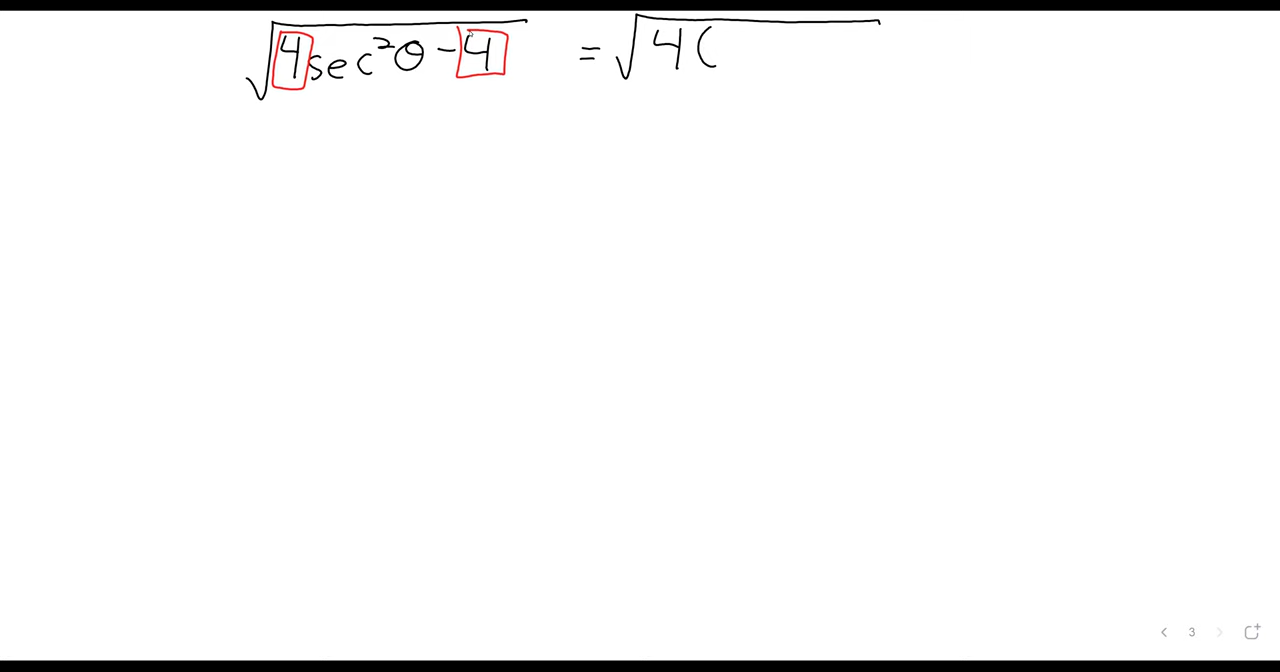 √4sec²θ - 4 = √4(
< 3 >